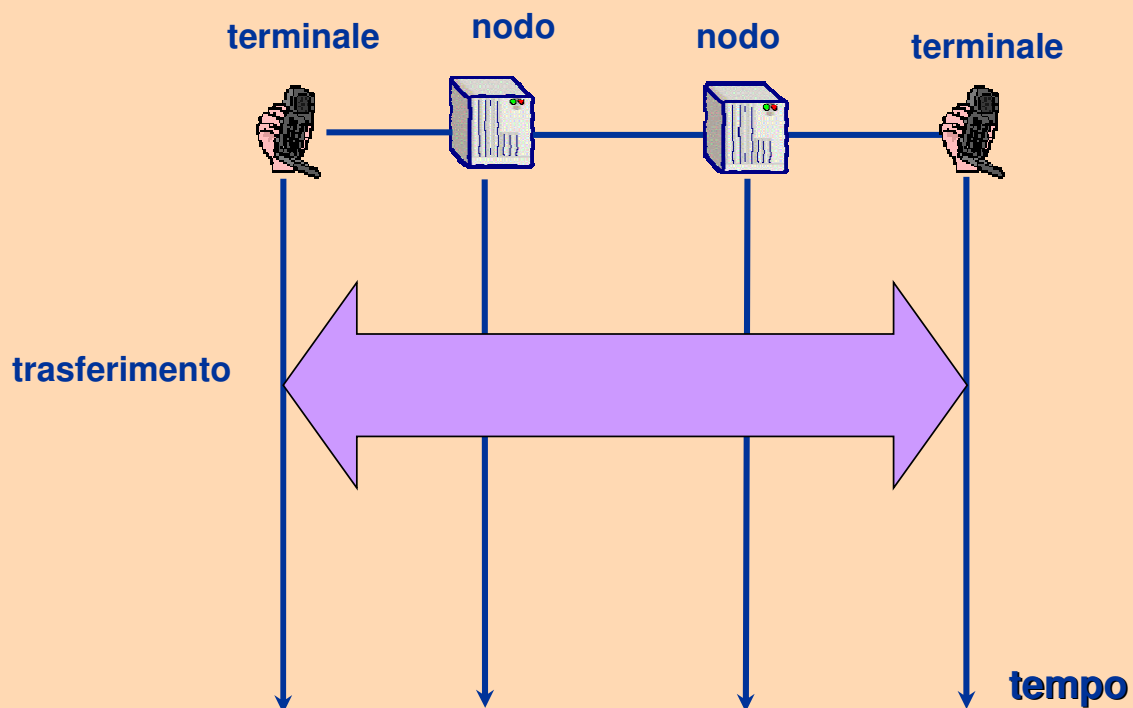 terminale
nodo
nodo
terminale
trasferimento
tempo